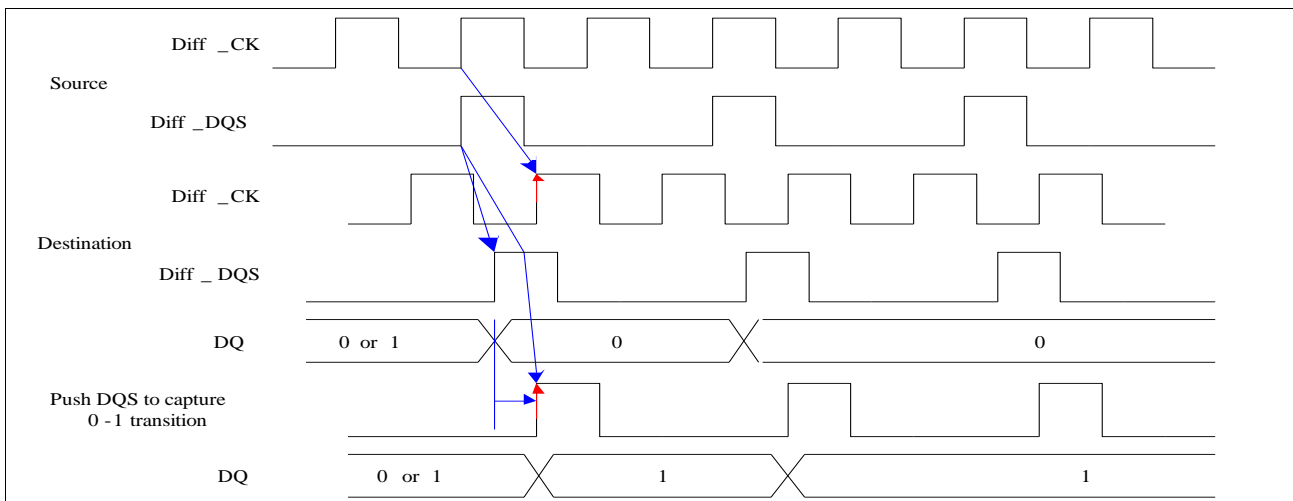 Diff _CK
Source
Diff _DQS
Diff _CK
Destination
Diff _ DQS
DQ 0 or 1 0 0
Push DQS to capture
0 -1 transition
DQ 0 or 1 1 1